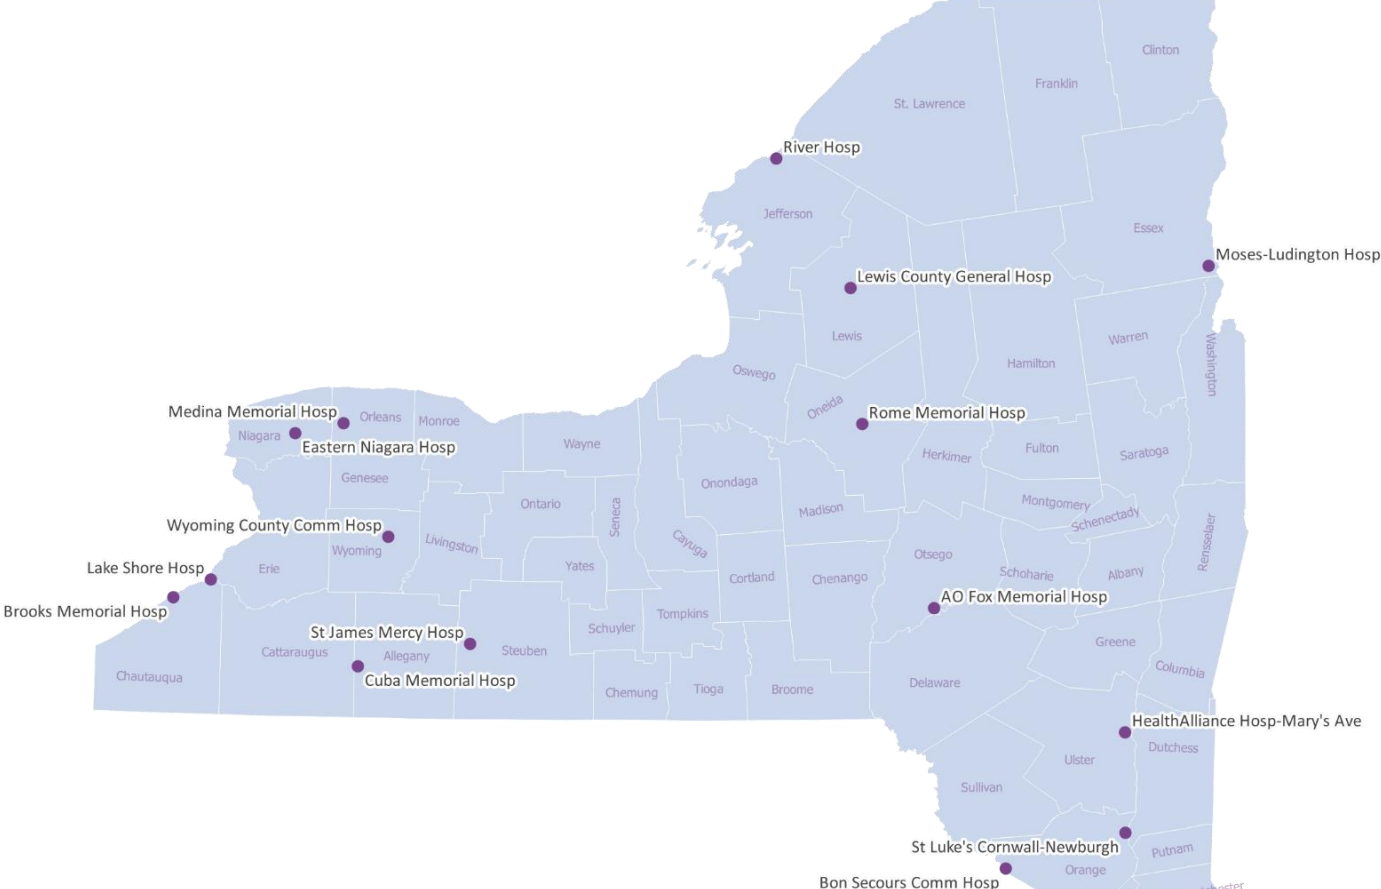 Clinton
Franklin
St. Lawrence
River Hosp
Jefferson
Essex
Moses-Ludington Hosp
Lewis County General Hosp
Lewis
Warren
Washington
Hamilton
Oswego
Oneida
Rome Memorial Hosp
Medina Memorial Hosp
Orleans
Monroe
Niagara
Eastern Niagara Hosp
Wayne
Fulton
Saratoga
Herkimer
Genesee
Onondaga
Ontario
Seneca
Madison
Montgomery
Schenectady
Wyoming County Comm Hosp
Wyoming
Livingston
Cayuga
Rensselaer
Otsego
Lake Shore Hosp
Erie
Yates
Cortland
Chenango
Schoharie
Albany
AO Fox Memorial Hosp
Brooks Memorial Hosp
Tompkins
St James Mercy Hosp
Schuyler
Greene
Cattaraugus
Allegany
Steuben
Columbia
Chautauqua
Cuba Memorial Hosp
Chemung
Tioga
Broome
Delaware
HealthAlliance Hosp-Mary's Ave
Dutchess
Ulster
Sullivan
St Luke's Cornwall-Newburgh
Putnam
Orange
Bon Secours Comm Hosp